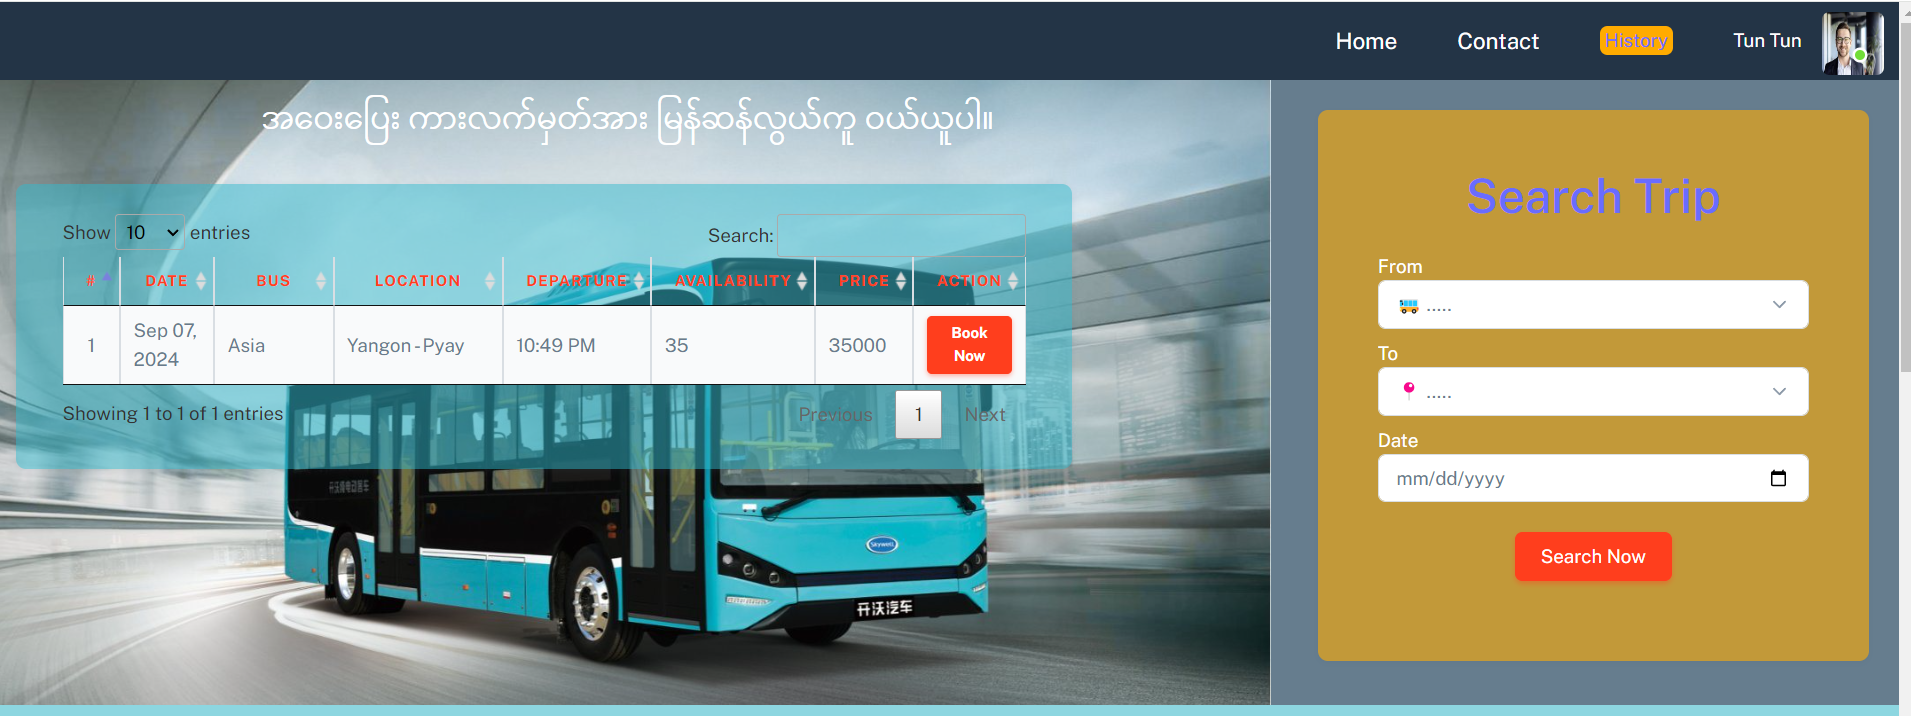 Home Contact History Tun Tun
အဝေးပြေး ကားလက်မှတ်အား မြန်ဆန်လွယ်ကူ ဝယ်ယူပါ။
Show 10 entries
Search:
# DATE BUS LOCATION DEPARTURE AVAILABILITY PRICE ACTION
1 Sep 07, 2024 Asia Yangon - Pyay 10:49 PM 35 35000 Book Now
Showing 1 to 1 of 1 entries
Previous 1 Next
Skywell
开沃汽车
Search Trip
From
.....
To
.....
Date
mm/dd/yyyy
Search Now